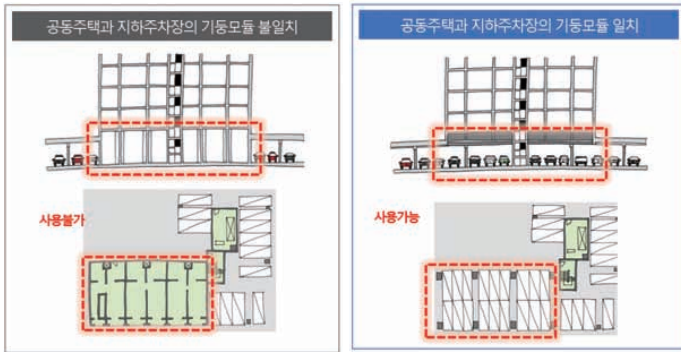 공동주택과 지하주차장의 기둥모듈 불일치
사용불가
공동주택과 지하주차장의 기둥모듈 일치
사용가능